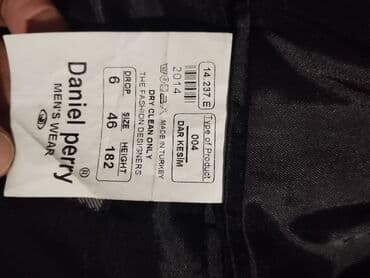 Daniel perry®
MEN'S WEAR
DROP SIZE HEIGHT
6 46 182
THE FASHION DESIGNERS
DRY CLEAN ONLY
MADE IN TURKEY
2014
14.237.E Type of Product
004
DAR KESIM